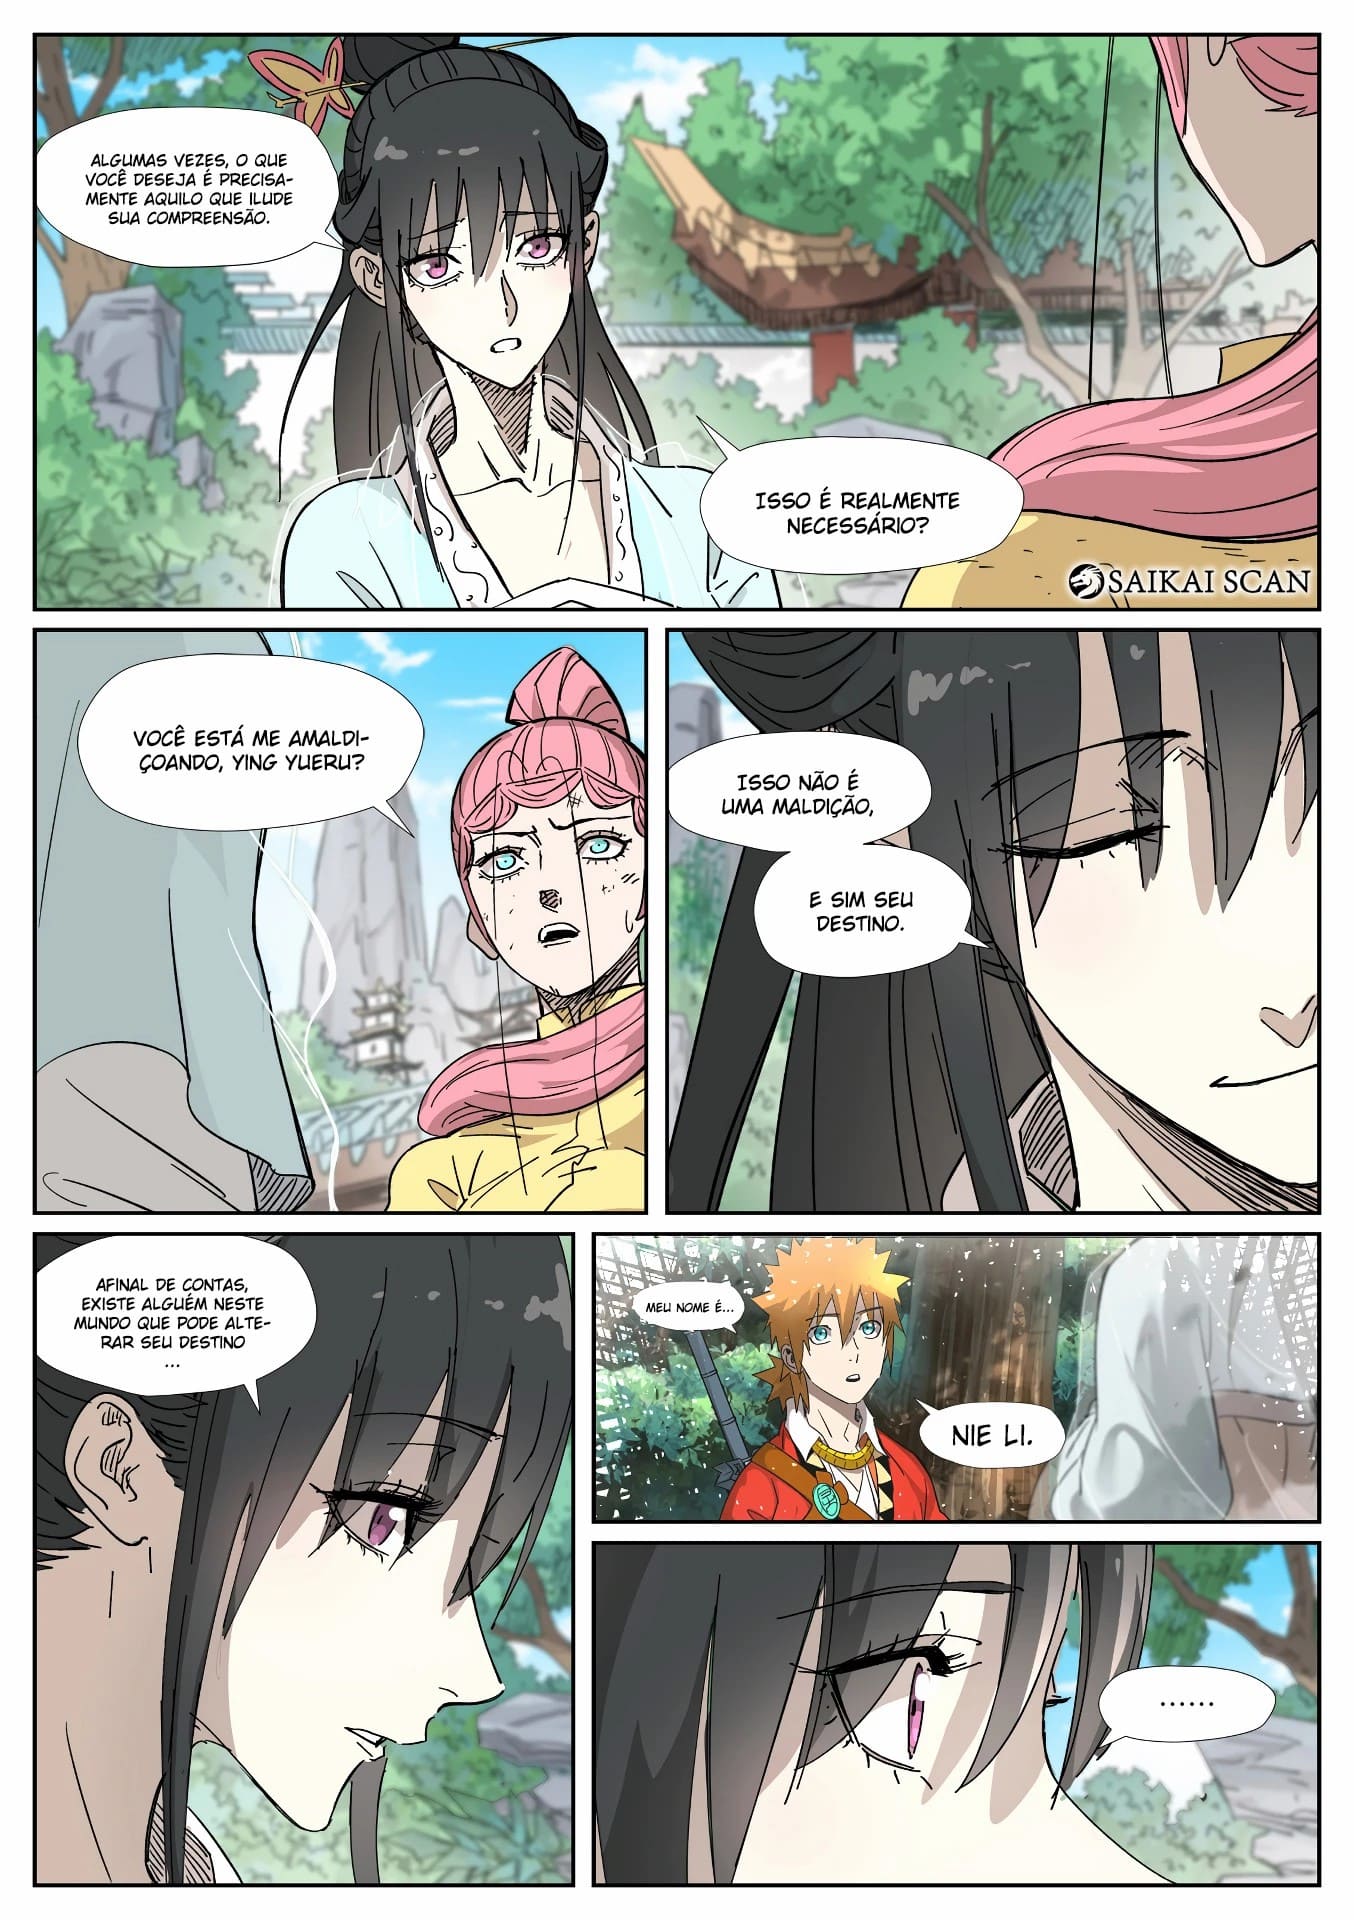 ALGUMAS VEZES, O QUE
VOCÊ DESEJA É PRECISA-
MENTE AQUILO QUE ILUDE
SUA COMPREENSÃO.
ISSO É REALMENTE
NECESSÁRIO?
SAIKAI SCAN
VOCÊ ESTÁ ME AMALDI-
ÇOANDO, YING YUERU?
ISSO NÃO É
UMA MALDIÇÃO,
E SIM SEU
DESTINO.
AFINAL DE CONTAS,
EXISTE ALGUÉM NESTE
MUNDO QUE PODE ALTE-
RAR SEU DESTINO
...
MEU NOME É...
NIE LI.
......